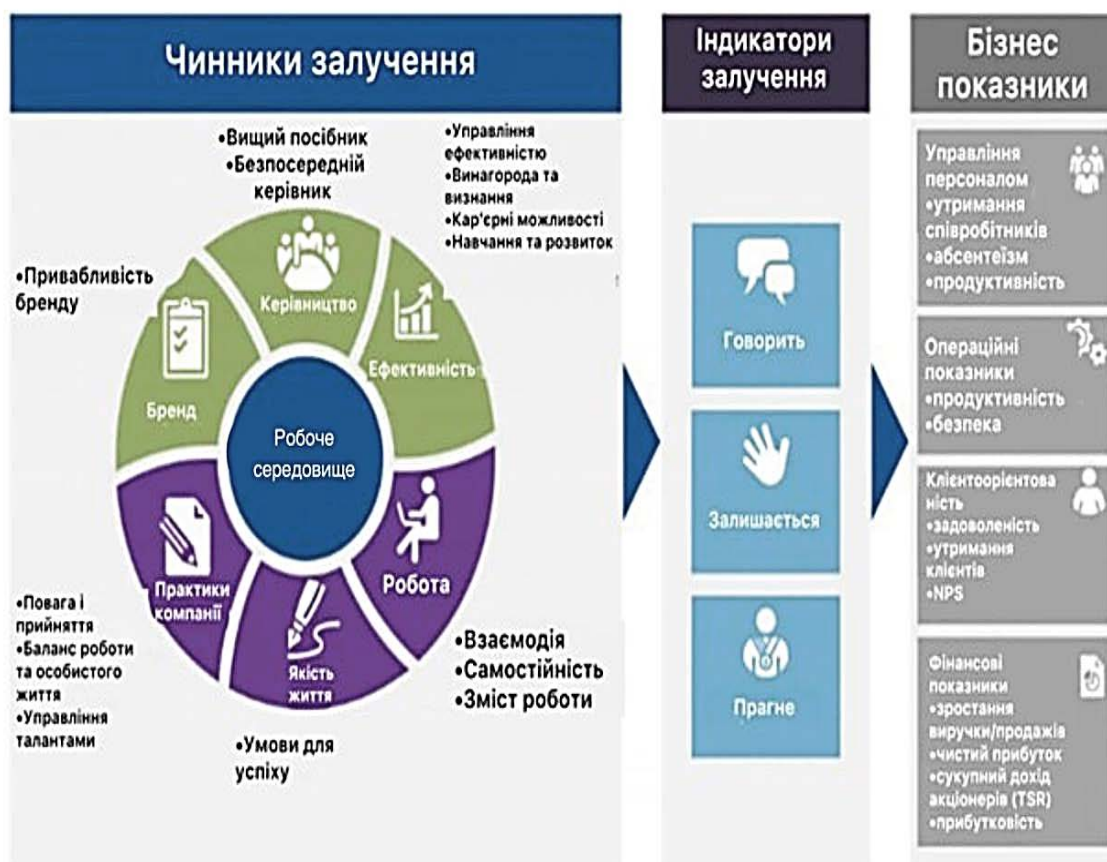 Чинники залучення
•Вищий посібник
•Безпосередній
керівник
•Управління
ефективністю
•Винагорода та
визнання
•Кар'єрні можливості
•Навчання та розвиток
•Привабливість
бренду
Керівництво
Ефективність
Бренд
Робоче
середовище
Практики
компанії
Якість
життя
Робота
•Повага і
прийняття
•Баланс роботи
та особистого
життя
•Управління
талантами
•Умови для
успіху
•Взаємодія
•Самостійність
•Зміст роботи
Індикатори
залучення
Говорить
Залишається
Прагне
Бізнес
показники
Управління
персоналом
•утримання
співробітників
•абсентеїзм
•продуктивність
Операційні
показники
•продуктивність
•безпека
Клієнтоорієнтова
ність
•задоволеність
•утримання
клієнтів
•NPS
Фінансові
показники
•зростання
виручки/продажів
•чистий прибуток
•сукупний дохід
акціонерів (TSR)
•прибутковість